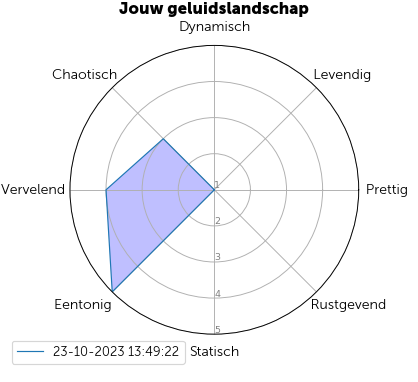 Jouw geluidslandschap
Dynamisch
Chaotisch
Levendig
1
Vervelend
Prettig
2
3
4
Eentonig
Rustgevend
5
23-10-2023 13:49:22
Statisch